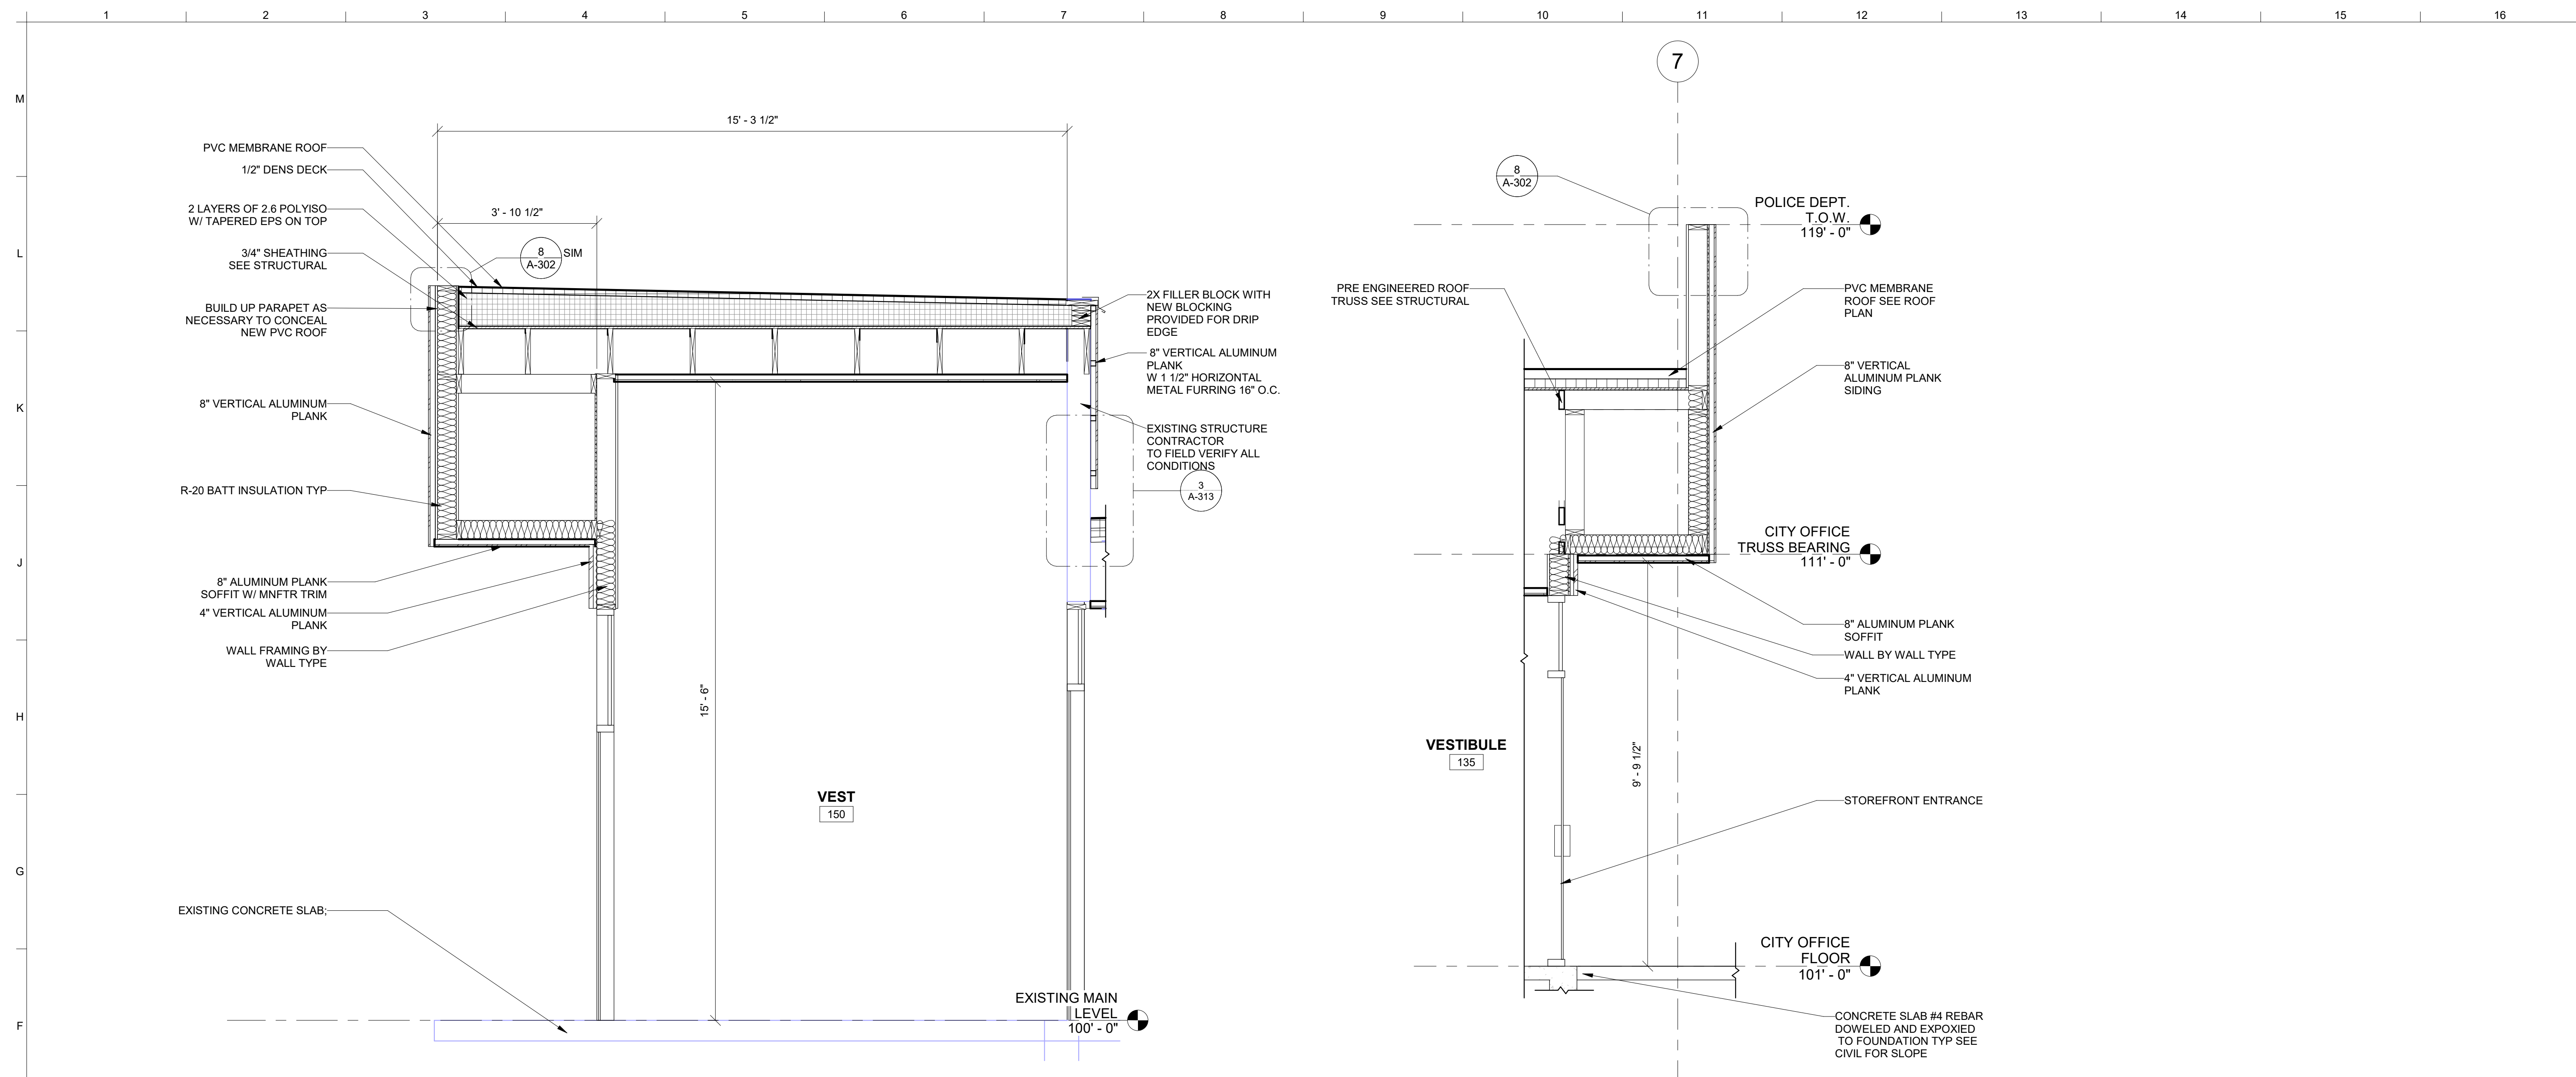 1 2 3 4 5 6 7 8 9 10 11 12 13 14 15 16
M
L
K
J
H
G
F
15' - 3 1/2"
3' - 10 1/2"
PVC MEMBRANE ROOF
1/2" DENS DECK
2 LAYERS OF 2.6 POLYISO
W/ TAPERED EPS ON TOP
3/4" SHEATHING
SEE STRUCTURAL
BUILD UP PARAPET AS
NECESSARY TO CONCEAL
NEW PVC ROOF
8" VERTICAL ALUMINUM
PLANK
R-20 BATT INSULATION TYP
8" ALUMINUM PLANK
SOFFIT W/ MNFTR TRIM
4" VERTICAL ALUMINUM
PLANK
WALL FRAMING BY
WALL TYPE
EXISTING CONCRETE SLAB;
8
A-302
SIM
2X FILLER BLOCK WITH
NEW BLOCKING
PROVIDED FOR DRIP
EDGE
8" VERTICAL ALUMINUM
PLANK
W 1 1/2" HORIZONTAL
METAL FURRING 16" O.C.
EXISTING STRUCTURE
CONTRACTOR
TO FIELD VERIFY ALL
CONDITIONS
3
A-313
15' - 6"
VEST
150
EXISTING MAIN
LEVEL
100' - 0"
7
8
A-302
POLICE DEPT.
T.O.W.
119' - 0"
PRE ENGINEERED ROOF
TRUSS SEE STRUCTURAL
PVC MEMBRANE
ROOF SEE ROOF
PLAN
8" VERTICAL
ALUMINUM PLANK
SIDING
CITY OFFICE
TRUSS BEARING
111' - 0"
8" ALUMINUM PLANK
SOFFIT
WALL BY WALL TYPE
4" VERTICAL ALUMINUM
PLANK
VESTIBULE
135
9' - 9 1/2"
STOREFRONT ENTRANCE
CITY OFFICE
FLOOR
101' - 0"
CONCRETE SLAB #4 REBAR
DOWELED AND EXPOXIED
TO FOUNDATION TYP SEE
CIVIL FOR SLOPE